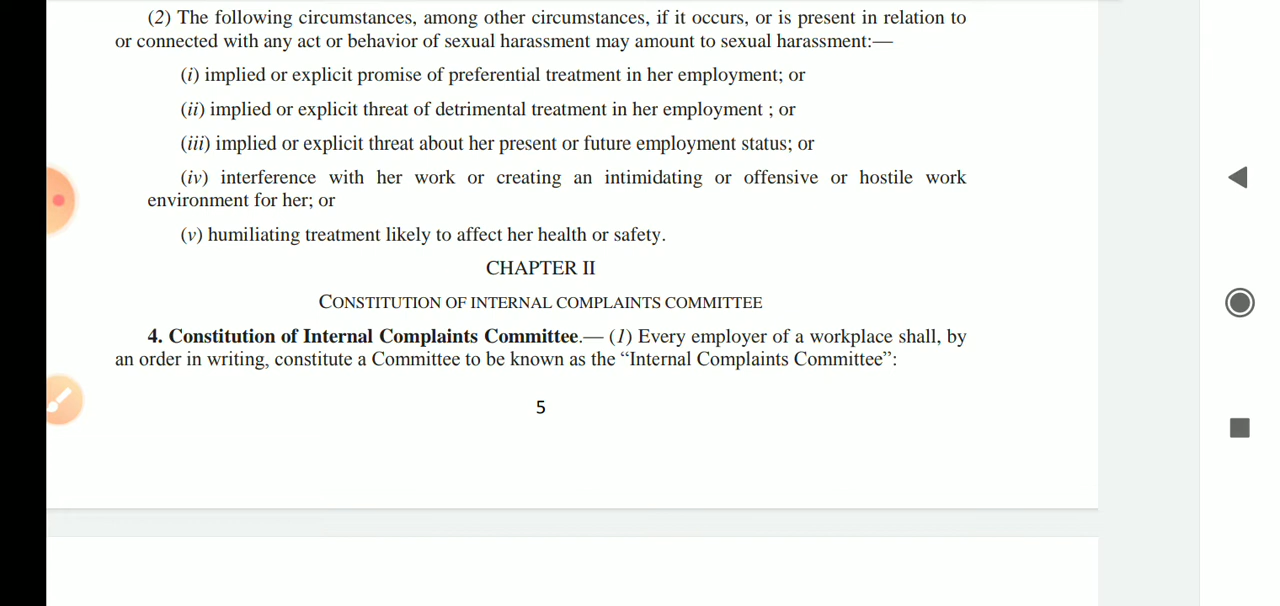 (2) The following circumstances, among other circumstances, if it occurs, or is present in relation to
or connected with any act or behavior of sexual harassment may amount to sexual harassment:—
(i) implied or explicit promise of preferential treatment in her employment; or
(ii) implied or explicit threat of detrimental treatment in her employment ; or
(iii) implied or explicit threat about her present or future employment status; or
(iv) interference with her work or creating an intimidating or offensive or hostile work
environment for her; or
(v) humiliating treatment likely to affect her health or safety.
CHAPTER II
CONSTITUTION OF INTERNAL COMPLAINTS COMMITTEE
4. Constitution of Internal Complaints Committee.— (1) Every employer of a workplace shall, by
an order in writing, constitute a Committee to be known as the “Internal Complaints Committee”:
5